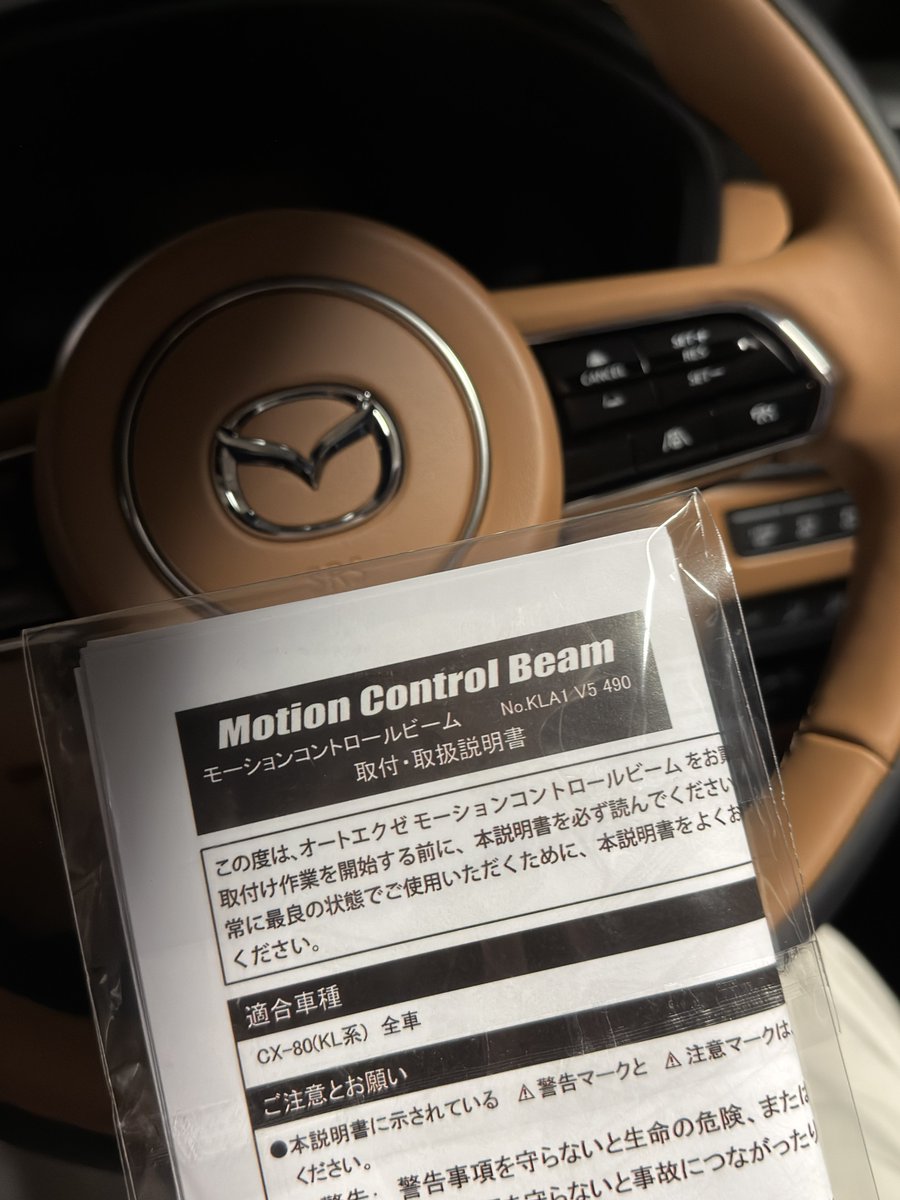 CANCEL
SET+
RES
SET−
SRS
Motion Control Beam
モーションコントロールビーム No.KLA1 V5 490
取付・取扱説明書
この度は、オートエクゼ モーションコントロールビーム をお買
取付け作業を開始する前に、本説明書を必ず読んでください
常に最良の状態でご使用いただくために、本説明書をよくお
ください。
適合車種
CX-80(KL系) 全車
ご注意とお願い
●本説明書に示されている ⚠警告マークと ⚠注意マークは、
ください。
警告: 警告事項を守らないと生命の危険、または
を守らないと事故につながったり